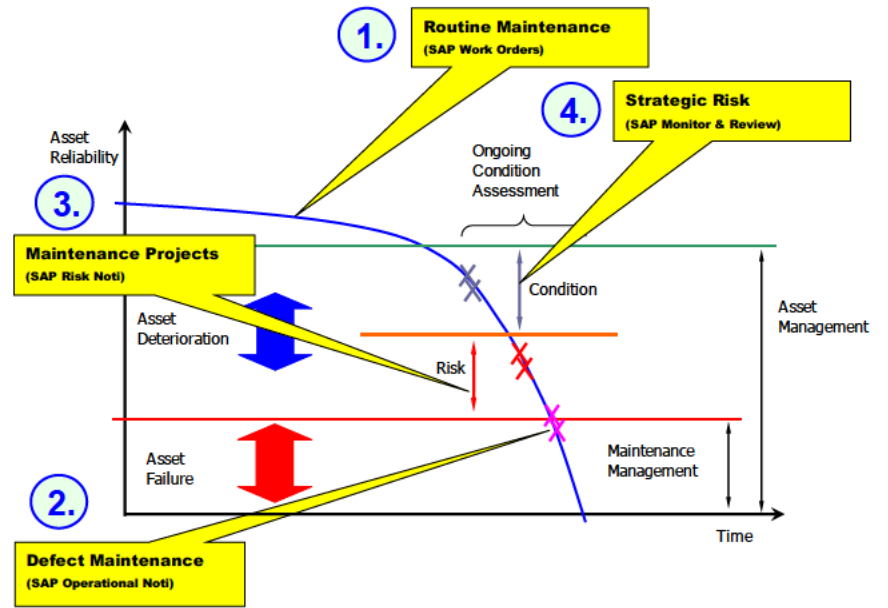 1.
Routine Maintenance
(SAP Work Orders)
4.
Strategic Risk
(SAP Monitor & Review)
Asset
Reliability
Ongoing
Condition
Assessment
3.
Maintenance Projects
(SAP Risk Noti)
Condition
Asset
Management
Asset
Deterioration
Risk
Asset
Failure
Maintenance
Management
2.
Time
Defect Maintenance
(SAP Operational Noti)